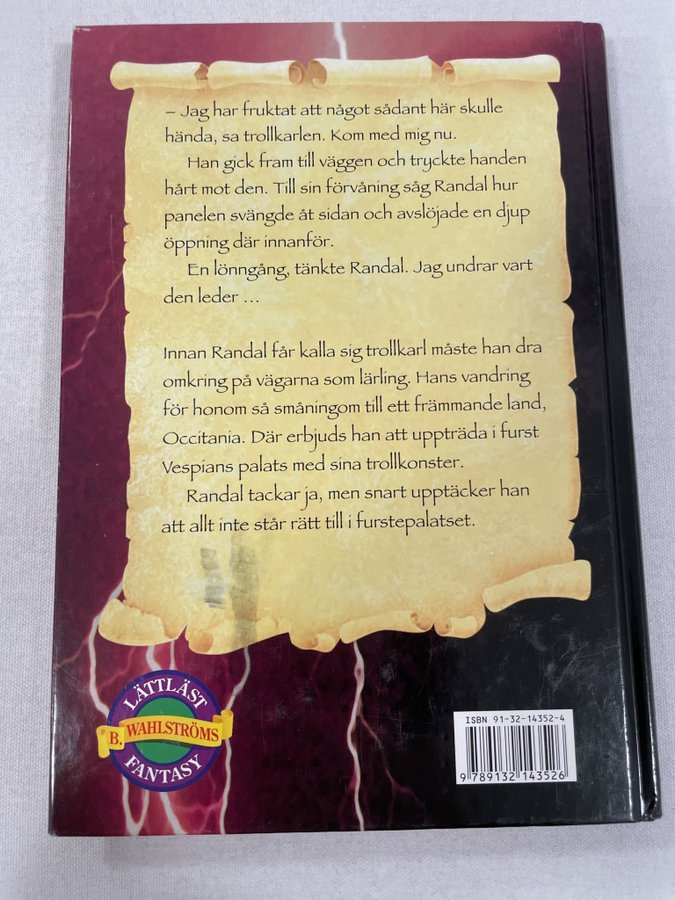 – Jag har fruktat att något sådant här skulle
hända, sa trollkarlen. Kom med mig nu.
Han gick fram till väggen och tryckte handen
hårt mot den. Till sin förvåning såg Randal hur
panelen svängde åt sidan och avslöjade en djup
öppning där innanför.
En lönngång, tänkte Randal. Jag undrar vart
den leder ...
Innan Randal får kalla sig trollkarl måste han dra
omkring på vägarna som lärling. Hans vandring
för honom så småningom till ett främmande land,
Occitania. Där erbjuds han att uppträda i furst
Vespians palats med sina trollkonster.
Randal tackar ja, men snart upptäcker han
att allt inte står rätt till i furstepalatset.
LÄTTLÄST
B. WAHLSTRÖMS
FANTASY
ISBN 91-32-14352-4
9 789132 143526